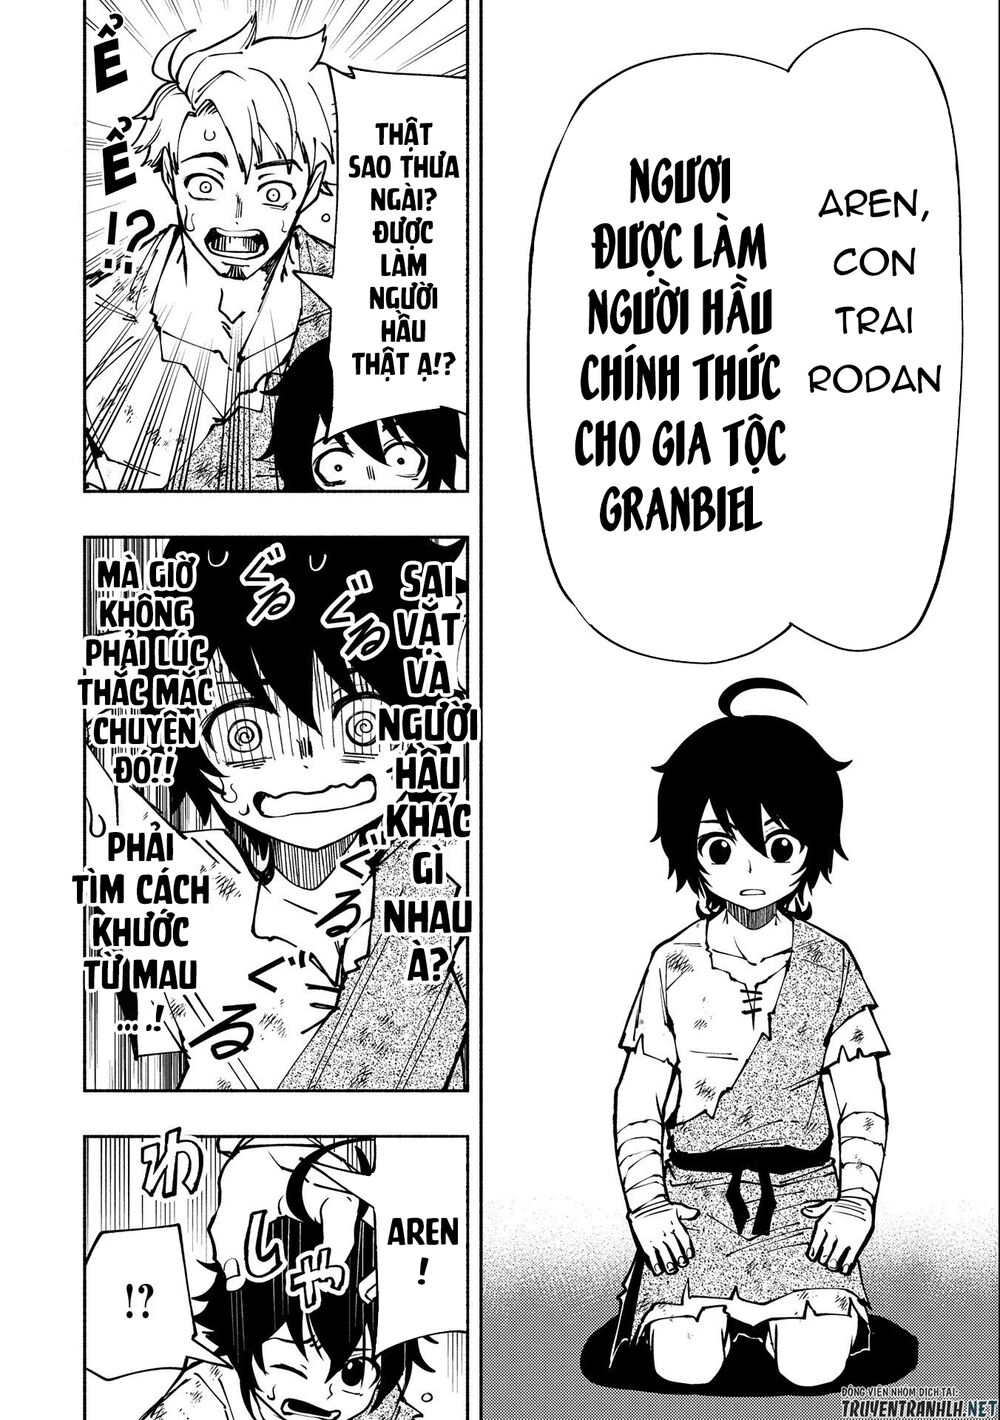 AREN,
CON
TRAI
RODAN
NGƯƠI
ĐƯỢC LÀM
NGƯỜI HẦU
CHÍNH THỨC
CHO GIA TỘC
GRANBIEL
THẬT
SAO THƯA
NGÀI?
ĐƯỢC
LÀM
NGƯỜI
HẦU
THẬT Ạ!?
Ể
Ể
!?
SAI
VẶT
VÀ
NGƯỜI
HẦU
KHÁC
GÌ
NHAU
À?
MÀ GIỜ
KHÔNG
PHẢI LÚC
THẮC MẮC
CHUYỆN
ĐÓ!!
PHẢI
TÌM CÁCH
KHƯỚC
TỪ MAU
... ..!
ぐる
ぐる
ぐる
ぐる
AREN
!
わしゃ
!?
ĐỘNG VIÊN NHÓM DỊCH TẠI:
TRUYENTRANHLH.NET